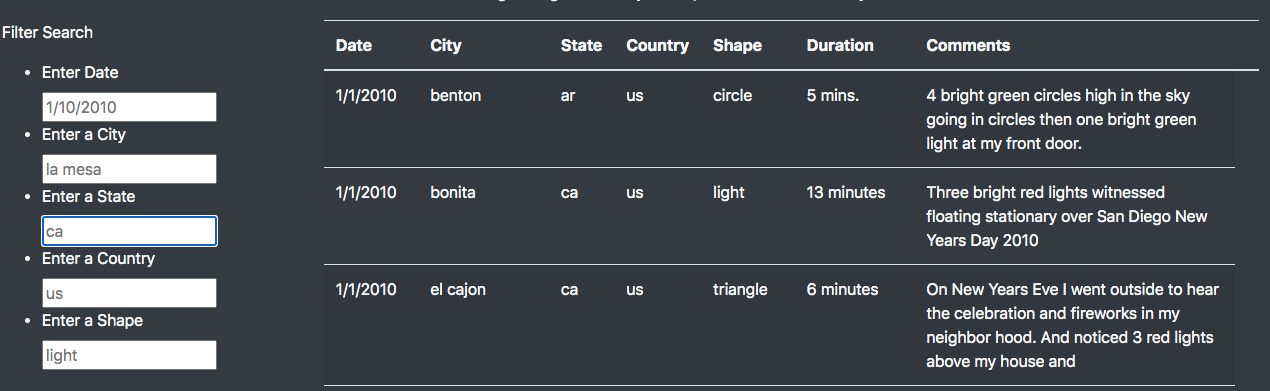 Filter Search
Enter Date
1/10/2010
Enter a City
la mesa
Enter a State
ca
Enter a Country
us
Enter a Shape
light
Date City State Country Shape Duration Comments
1/1/2010 benton ar us circle 5 mins. 4 bright green circles high in the sky
going in circles then one bright green
light at my front door.
1/1/2010 bonita ca us light 13 minutes Three bright red lights witnessed
floating stationary over San Diego New
Years Day 2010
1/1/2010 el cajon ca us triangle 6 minutes On New Years Eve I went outside to hear
the celebration and fireworks in my
neighbor hood. And noticed 3 red lights
above my house and